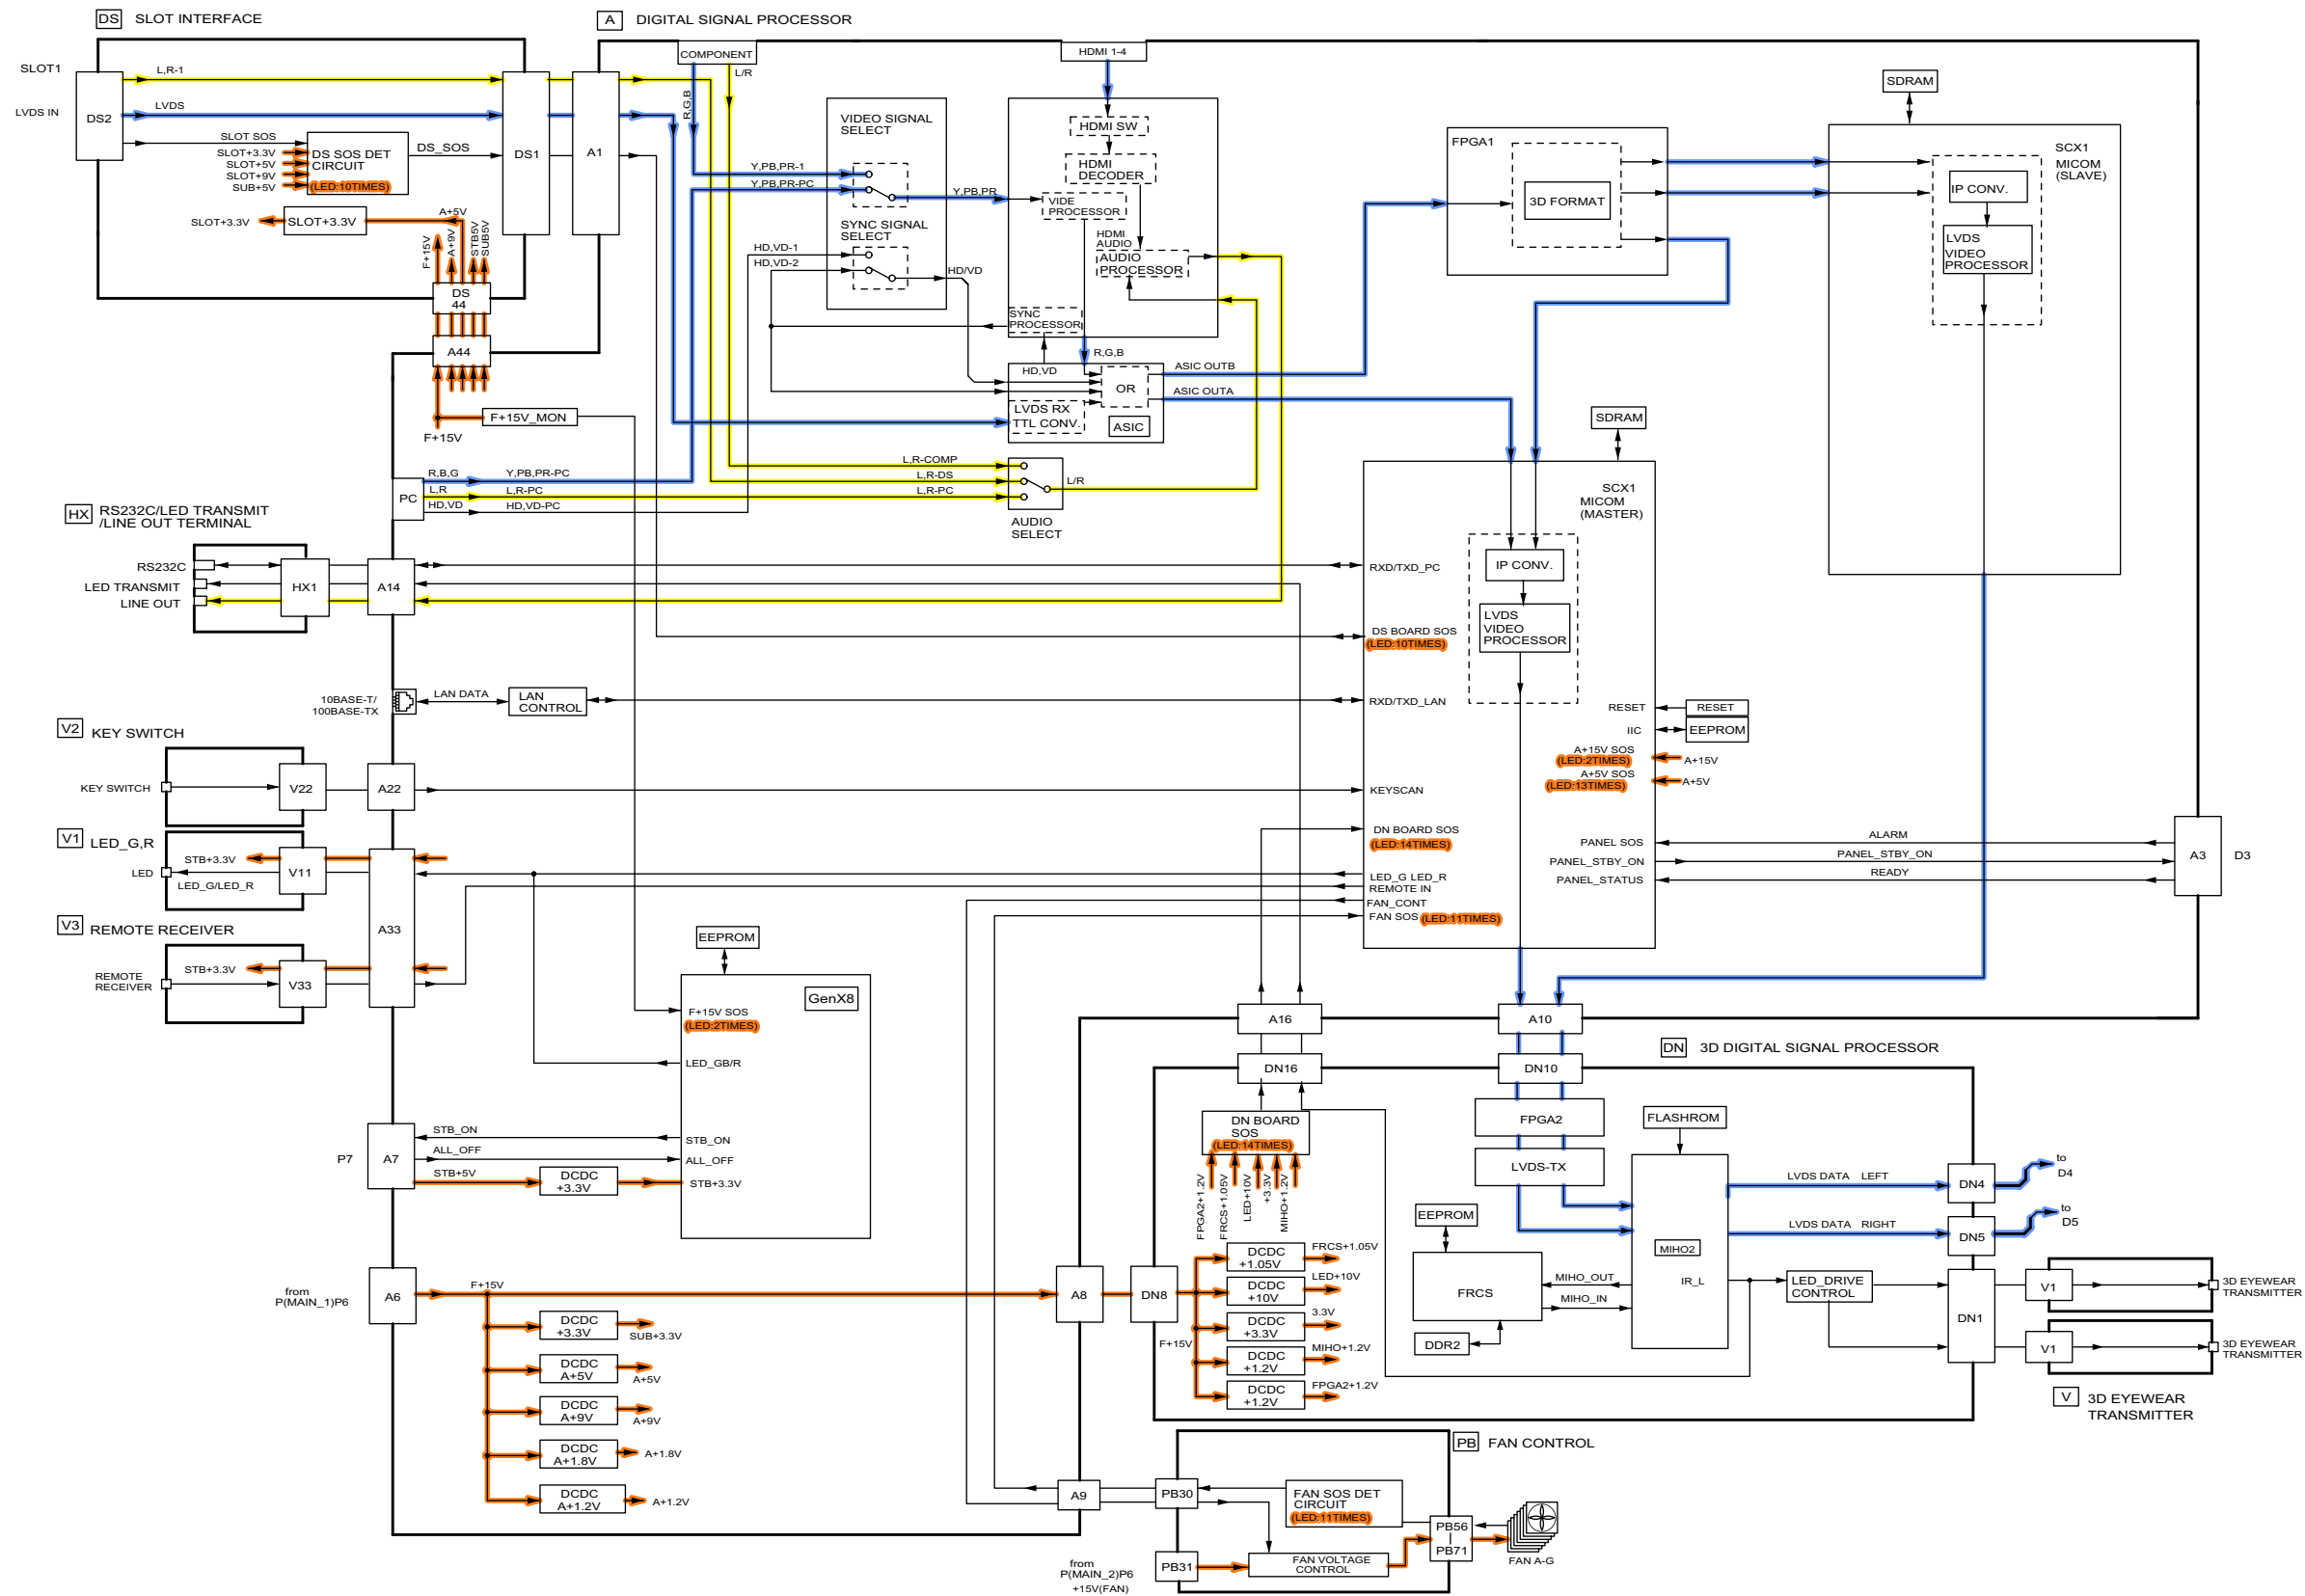 DS SLOT INTERFACE
A DIGITAL SIGNAL PROCESSOR
SLOT1
LVDS IN
DS2
L,R-1
LVDS
SLOT SOS
SLOT+3.3V
SLOT+5V
SLOT+9V
SUB+5V
DS SOS DET
CIRCUIT
(LED:10TIMES)
DS_SOS
DS1
A1
SLOT+3.3V
SLOT+3.3V
A+5V
F+15V
A+9V
STB5V
SUB5V
DS
44
A44
F+15V_MON
F+15V
COMPONENT
L/R
R,G,B
HDMI 1-4
VIDEO SIGNAL
SELECT
Y,PB,PR-1
Y,PB,PR-PC
Y,PB,PR
SYNC SIGNAL
SELECT
HD,VD-1
HD,VD-2
HD/VD
HDMI SW
HDMI
DECODER
VIDE
PROCESSOR
HDMI
AUDIO
AUDIO
PROCESSOR
SYNC
PROCESSOR
R,G,B
HD,VD
OR
LVDS RX
TTL CONV.
ASIC
ASIC OUTB
ASIC OUTA
FPGA1
3D FORMAT
SDRAM
SCX1
MICOM
(SLAVE)
IP CONV.
LVDS
VIDEO
PROCESSOR
SDRAM
R,B,G
Y,PB,PR-PC
PC
L,R
L,R-PC
HD,VD
HD,VD-PC
L,R-COMP
L,R-DS
L,R-PC
L/R
AUDIO
SELECT
HX RS232C/LED TRANSMIT
/LINE OUT TERMINAL
RS232C
LED TRANSMIT
LINE OUT
HX1
A14
SCX1
MICOM
(MASTER)
IP CONV.
LVDS
VIDEO
PROCESSOR
RXD/TXD_PC
DS BOARD SOS
(LED:10TIMES)
10BASE-T/
100BASE-TX
LAN DATA
LAN
CONTROL
RXD/TXD_LAN
RESET
RESET
IIC
EEPROM
A+15V SOS
(LED:2TIMES)
A+15V
A+5V SOS
(LED:13TIMES)
A+5V
V2 KEY SWITCH
KEY SWITCH
V22
A22
KEYSCAN
DN BOARD SOS
(LED:14TIMES)
PANEL SOS
ALARM
PANEL_STBY_ON
PANEL_STBY_ON
PANEL_STATUS
READY
A3
D3
V1 LED_G,R
STB+3.3V
LED
LED_G/LED_R
V11
A33
LED_G LED_R
REMOTE IN
FAN_CONT
FAN SOS (LED:11TIMES)
V3 REMOTE RECEIVER
STB+3.3V
REMOTE
RECEIVER
V33
EEPROM
GenX8
F+15V SOS
(LED:2TIMES)
LED_GB/R
STB_ON
ALL_OFF
STB+3.3V
P7
A7
STB_ON
ALL_OFF
STB+5V
DCDC
+3.3V
A16
A10
DN 3D DIGITAL SIGNAL PROCESSOR
DN16
DN10
DN BOARD
SOS
(LED:14TIMES)
FPGA2+1.2V
FRCS+1.05V
LED+10V
+3.3V
MIHO+1.2V
FPGA2
LVDS-TX
FLASHROM
MIHO2
LVDS DATA LEFT
DN4
to
D4
LVDS DATA RIGHT
DN5
to
D5
EEPROM
FRCS
MIHO_OUT
MIHO_IN
DDR2
IR_L
LED_DRIVE
CONTROL
DN1
V1
3D EYEWEAR
TRANSMITTER
V1
3D EYEWEAR
TRANSMITTER
V 3D EYEWEAR
TRANSMITTER
from
P(MAIN_1)P6
A6
F+15V
DCDC
+3.3V
SUB+3.3V
DCDC
A+5V
A+5V
DCDC
A+9V
A+9V
DCDC
A+1.8V
A+1.8V
DCDC
A+1.2V
A+1.2V
A8
DN8
F+15V
DCDC
+1.05V
FRCS+1.05V
DCDC
+10V
LED+10V
DCDC
+3.3V
3.3V
DCDC
+1.2V
MIHO+1.2V
DCDC
+1.2V
FPGA2+1.2V
PB FAN CONTROL
A9
PB30
FAN SOS DET
CIRCUIT
(LED:11TIMES)
PB56
PB71
FAN A-G
from
P(MAIN_2)P6
+15V(FAN)
PB31
FAN VOLTAGE
CONTROL